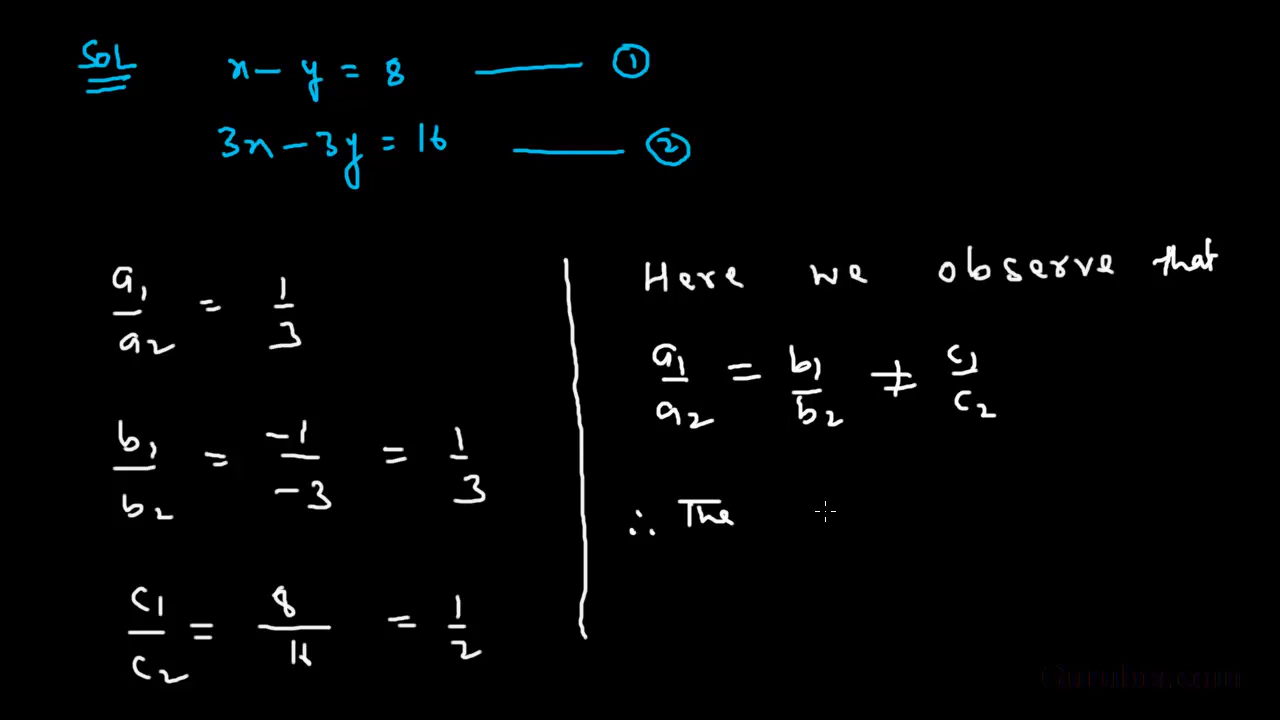 SOL x - y = 8 ——— ①
3x - 3y = 16 ——— ②
a₁/a₂ = 1/3
b₁/b₂ = -1/-3 = 1/3
c₁/c₂ = 8/16 = 1/2
Here we observe that
a₁/a₂ = b₁/b₂ ≠ c₁/c₂
∴ The